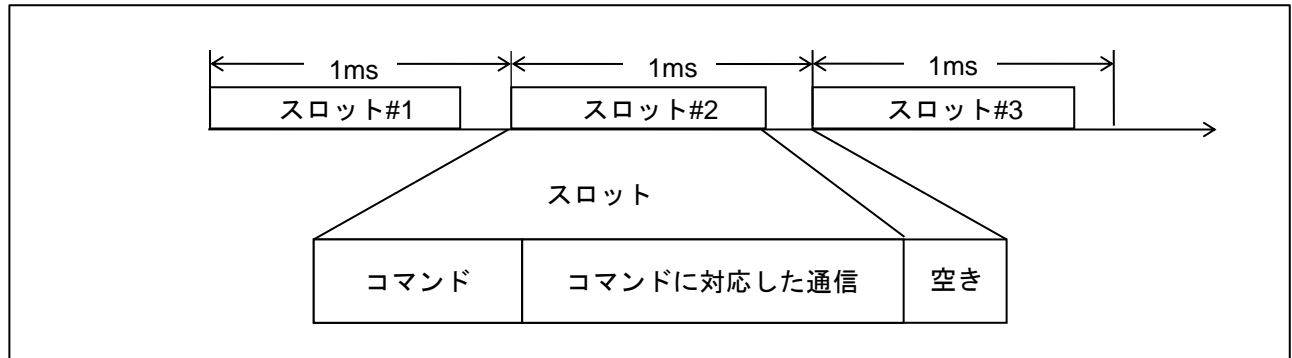 1ms 1ms 1ms
スロット#1 スロット#2 スロット#3
スロット
コマンド コマンドに対応した通信 空き